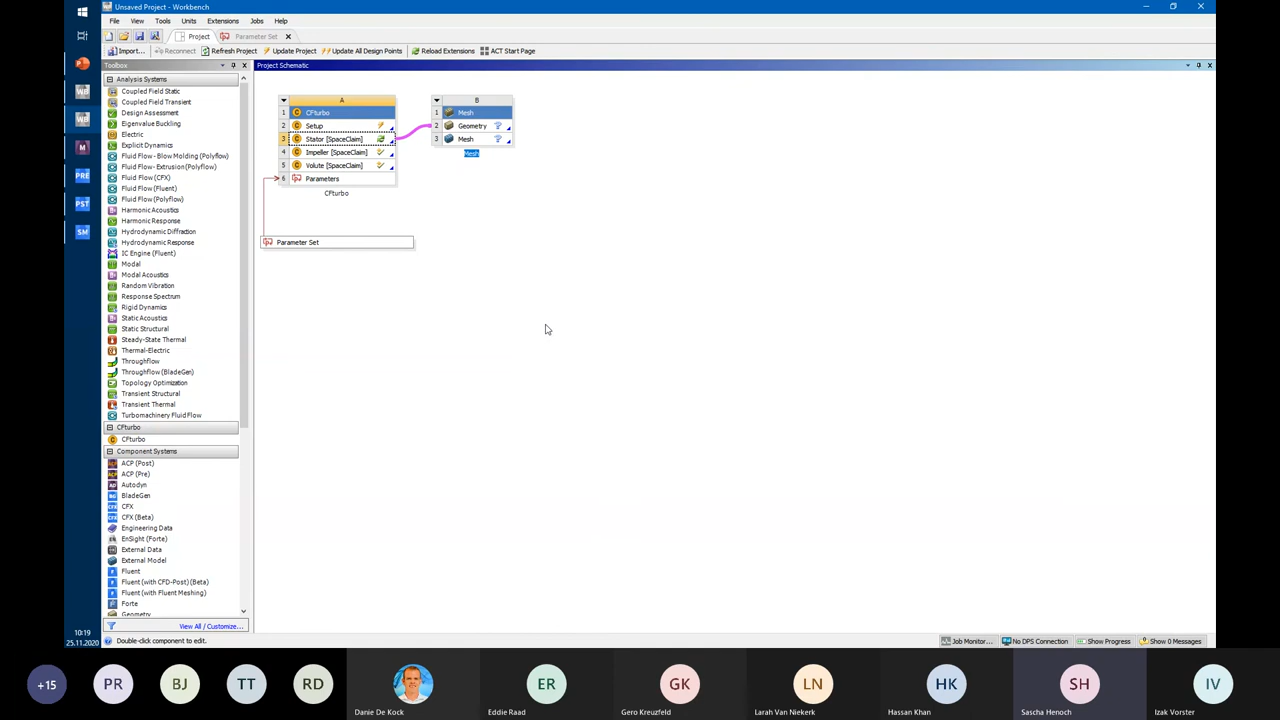 Unsaved Project - Workbench
File View Tools Units Extensions Jobs Help
Project Parameter Set
Import... Reconnect Refresh Project Update Project Update All Design Points Reload Extensions ACT Start Page
Toolbox
Analysis Systems
Coupled Field Static
Coupled Field Transient
Design Assessment
Eigenvalue Buckling
Electric
Explicit Dynamics
Fluid Flow - Blow Molding (Polyflow)
Fluid Flow - Extrusion (Polyflow)
Fluid Flow (CFX)
Fluid Flow (Fluent)
Fluid Flow (Polyflow)
Harmonic Acoustics
Harmonic Response
Hydrodynamic Diffraction
Hydrodynamic Response
IC Engine (Fluent)
Modal
Modal Acoustics
Random Vibration
Response Spectrum
Rigid Dynamics
Static Acoustics
Static Structural
Steady-State Thermal
Thermal-Electric
Throughflow
Throughflow (BladeGen)
Topology Optimization
Transient Structural
Transient Thermal
Turbomachinery Fluid Flow
CFturbo
CFturbo
Component Systems
ACP (Post)
ACP (Pre)
Autodyn
BladeGen
CFX
CFX (Beta)
Engineering Data
EnSight (Forte)
External Data
External Model
Fluent
Fluent (with CFD-Post) (Beta)
Fluent (with Fluent Meshing)
Forte
Geometry
View All / Customize...
Project Schematic
A
1 CFturbo
2 Setup
3 Stator [SpaceClaim]
4 Impeller [SpaceClaim]
5 Volute [SpaceClaim]
6 Parameters
CFturbo
Parameter Set
B
1 Mesh
2 Geometry
3 Mesh
Mesh
WB
WB
M
PRE
PST
SM
10:19
25.11.2020
Double-click component to edit.
Job Monitor... No DPS Connection Show Progress Show 0 Messages
+15 PR BJ TT RD ER GK LN HK SH IV
Danie De Kock Eddie Raad Gero Kreuzfeld Larah Van Niekerk Hassan Khan Sascha Henoch Izak Vorster